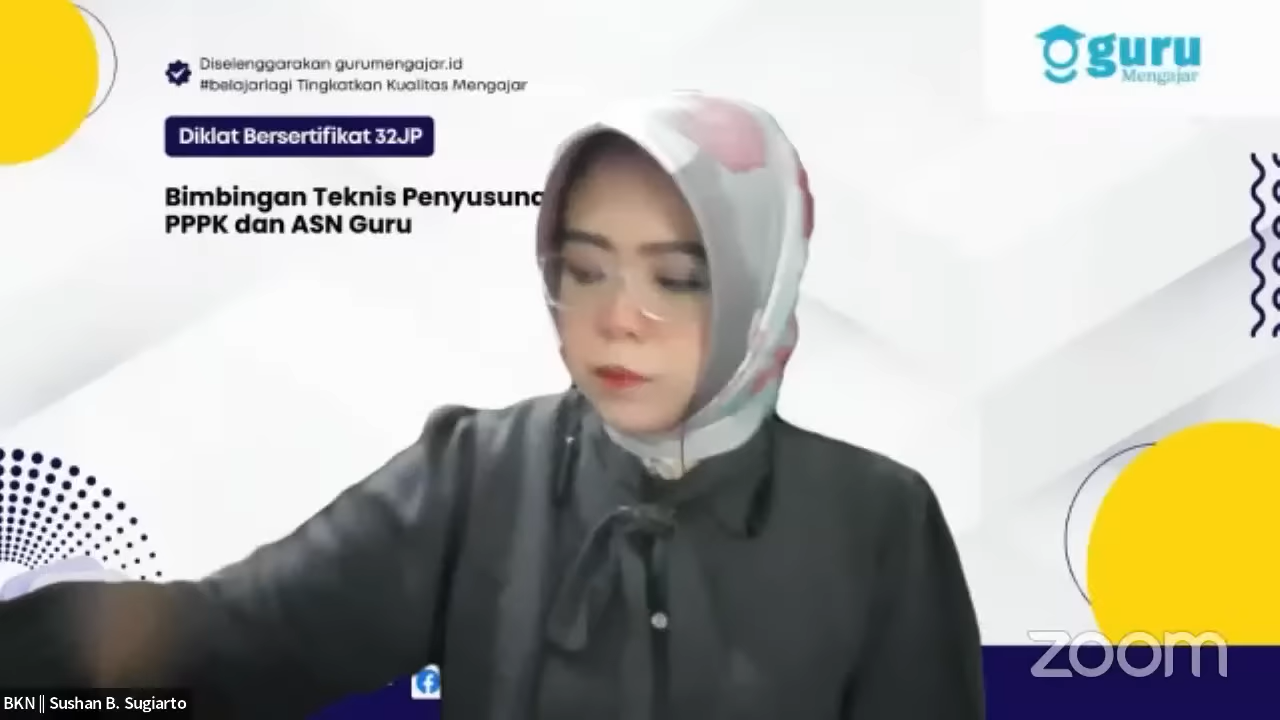 Diselenggarakan gurumengajar.id
#belajarlagi Tingkatkan Kualitas Mengajar
guru
Mengajar
Diklat Bersertifikat 32JP
Bimbingan Teknis Penyusuna
PPPK dan ASN Guru
zoom
BKN || Sushan B. Sugiarto